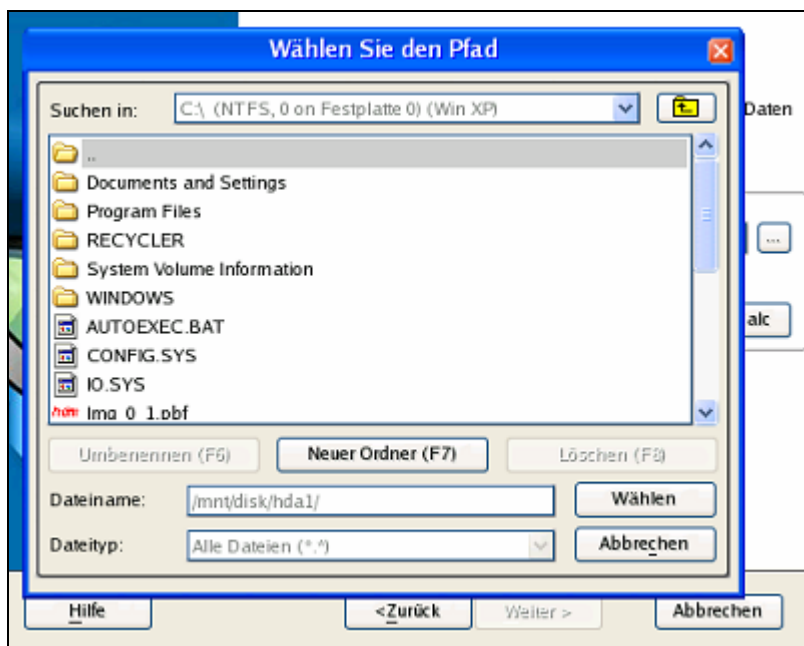 Wählen Sie den Pfad
Suchen in: C:\ (NTFS, 0 on Festplatte 0) (Win XP)
Daten
..
Documents and Settings
Program Files
RECYCLER
System Volume Information
WINDOWS
...
AUTOEXEC.BAT
alc
CONFIG.SYS
IO.SYS
Img_0_1.pbf
Umbenennen (F6) Neuer Ordner (F7) Löschen (F8)
Dateiname: /mnt/disk/hda1/ Wählen
Dateityp: Alle Dateien (*.*) Abbrechen
Hilfe <Zurück Weiter > Abbrechen